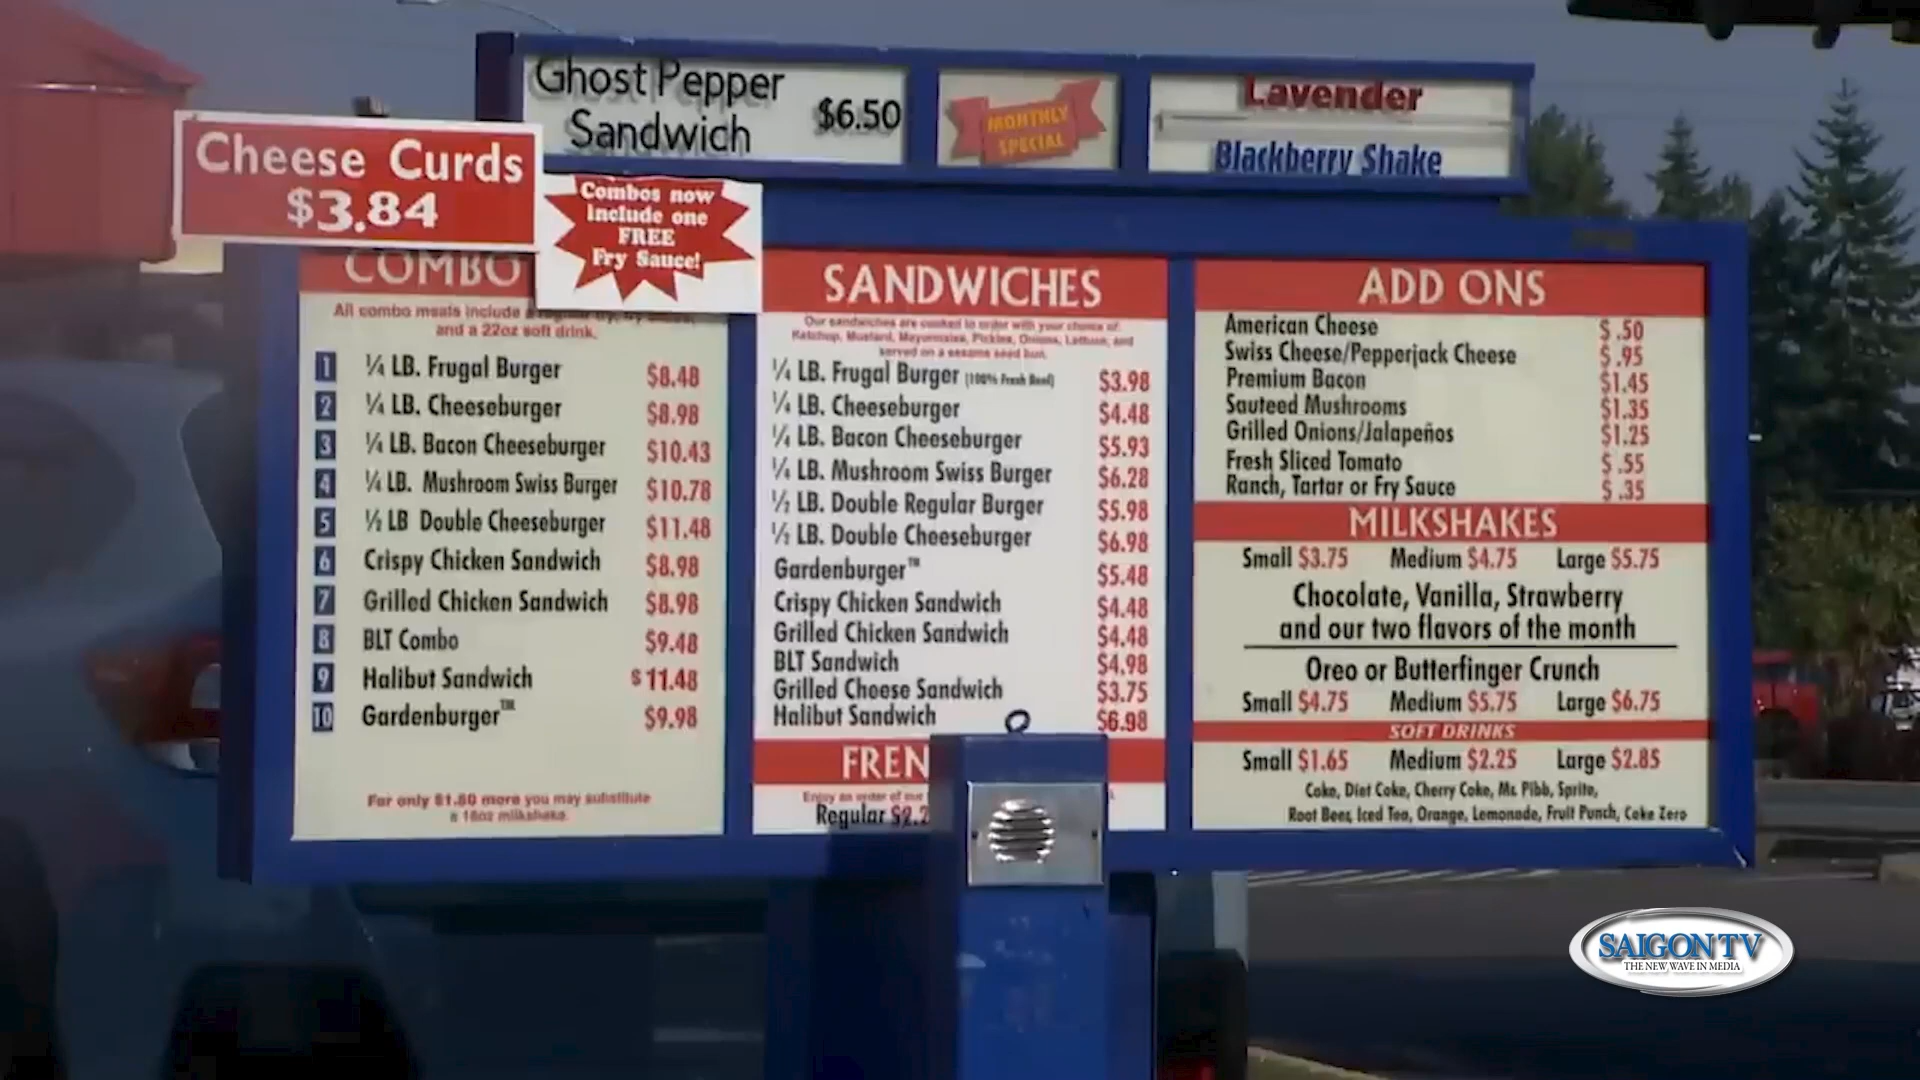 Ghost Pepper
Sandwich
$6.50
MONTHLY
SPECIAL
Lavender
Blackberry Shake
Cheese Curds
$3.84
Combos now
include one
FREE
Fry Sauce!
COMBO
All combo meals include a regular fry,
and a 22oz soft drink.
1 ¼ LB. Frugal Burger $8.48
2 ¼ LB. Cheeseburger $8.98
3 ¼ LB. Bacon Cheeseburger $10.43
4 ¼ LB. Mushroom Swiss Burger $10.78
5 ½ LB Double Cheeseburger $11.48
6 Crispy Chicken Sandwich $8.98
7 Grilled Chicken Sandwich $8.98
8 BLT Combo $9.48
9 Halibut Sandwich $11.48
10 Gardenburger™ $9.98
For only $1.80 more you may substitute
a 16oz milkshake.
SANDWICHES
Our sandwiches are cooked to order with your choice of:
Ketchup, Mustard, Mayonnaise, Pickles, Onions, Lettuce, and
served on a sesame seed bun.
¼ LB. Frugal Burger (100% Fresh Beef) $3.98
¼ LB. Cheeseburger $4.48
¼ LB. Bacon Cheeseburger $5.93
¼ LB. Mushroom Swiss Burger $6.28
½ LB. Double Regular Burger $5.98
½ LB. Double Cheeseburger $6.98
Gardenburger™ $5.48
Crispy Chicken Sandwich $4.48
Grilled Chicken Sandwich $4.48
BLT Sandwich $4.98
Grilled Cheese Sandwich $3.75
Halibut Sandwich $6.98
FREN
Enjoy an order of our
Regular $2.2
ADD ONS
American Cheese $.50
Swiss Cheese/Pepperjack Cheese $.95
Premium Bacon $1.45
Sauteed Mushrooms $1.35
Grilled Onions/Jalapeños $1.25
Fresh Sliced Tomato $.55
Ranch, Tartar or Fry Sauce $.35
MILKSHAKES
Small $3.75 Medium $4.75 Large $5.75
Chocolate, Vanilla, Strawberry
and our two flavors of the month
Oreo or Butterfinger Crunch
Small $4.75 Medium $5.75 Large $6.75
SOFT DRINKS
Small $1.65 Medium $2.25 Large $2.85
Coke, Diet Coke, Cherry Coke, Mr. Pibb, Sprite,
Root Beer, Iced Tea, Orange, Lemonade, Fruit Punch, Coke Zero
SAIGON TV
THE NEW WAVE IN MEDIA